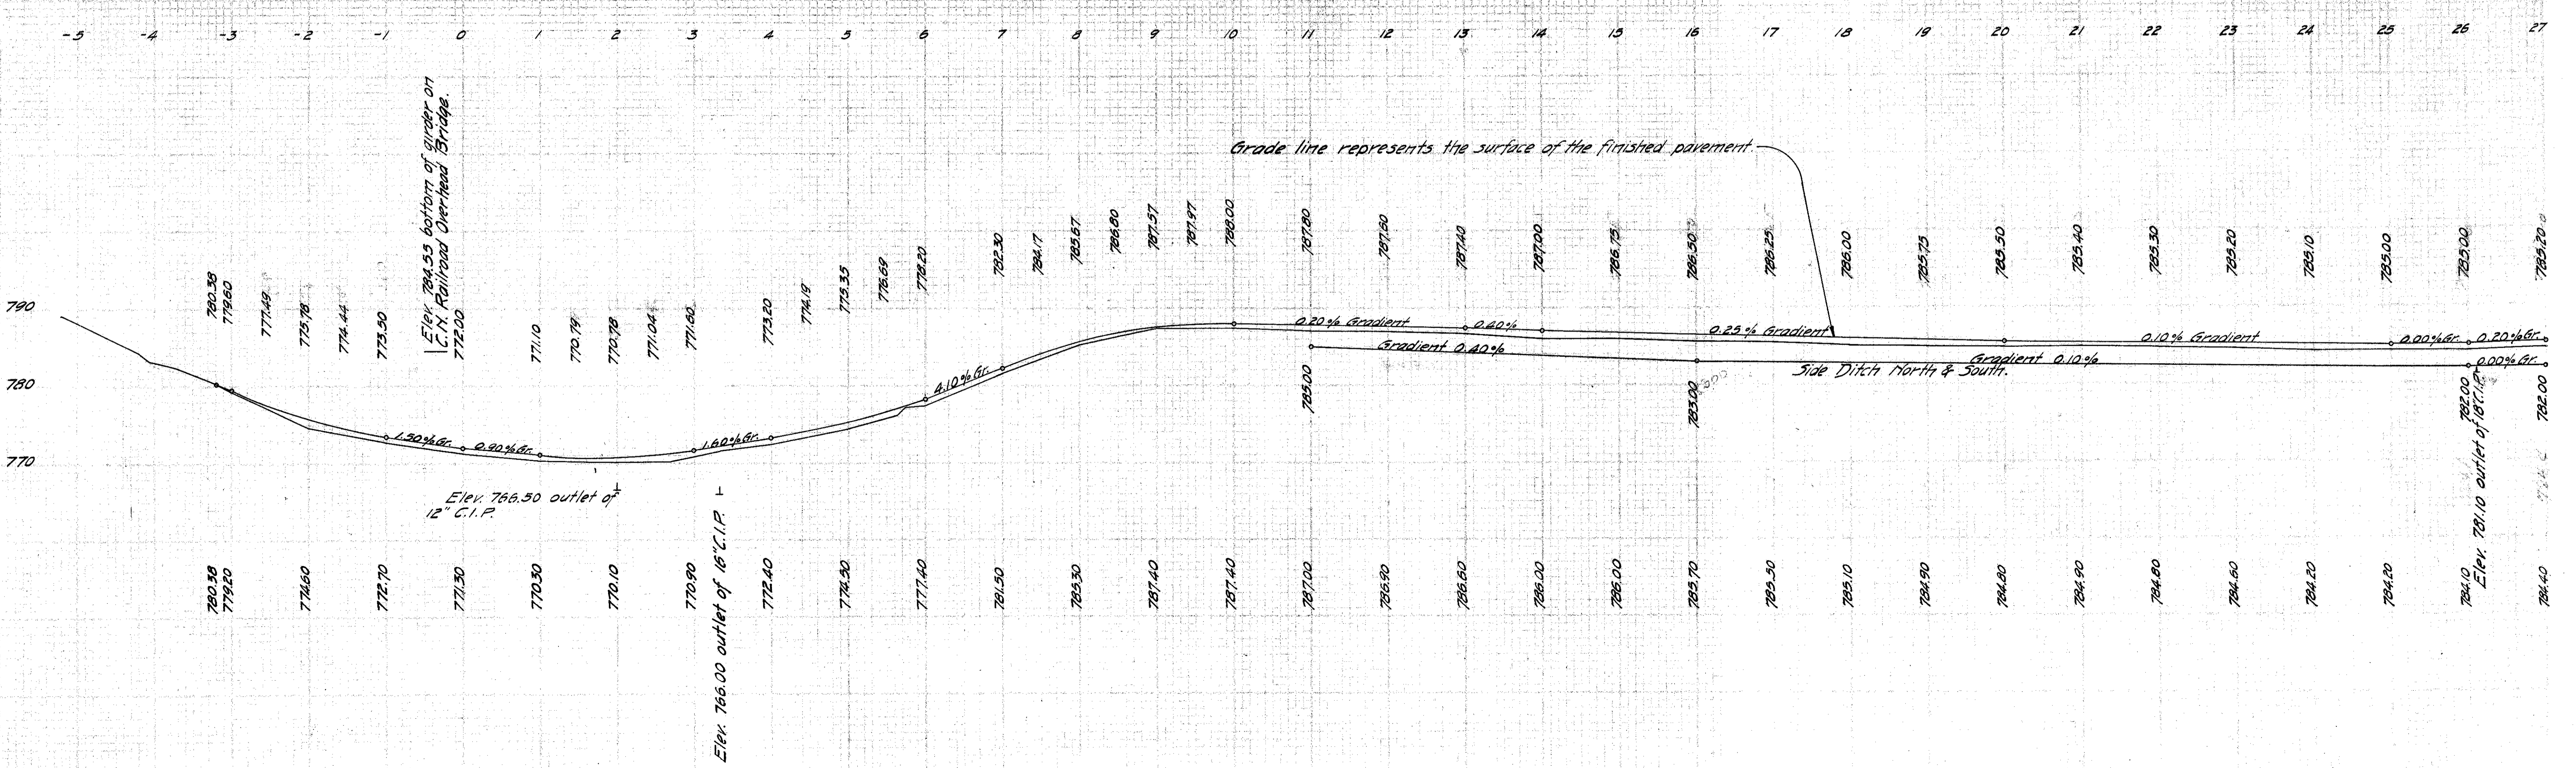 -5 -4 -3 -2 -1 0 1 2 3 4 5 6 7 8 9 10 11 12 13 14 15 16 17 18 19 20 21 22 23 24 25 26 27
Elev. 784.55 bottom of girder on
C.N. Railroad Overhead Bridge.
Grade line represents the surface of the finished pavement.
780.38 779.60 777.49 775.78 774.44 773.50 772.00 771.10 770.79 770.78 771.04 771.60 773.20 774.19 775.35 776.69 778.20 782.30 784.17 785.67 786.80 787.57 787.97 788.00 787.80 787.60 787.40 787.00 786.75 786.50 786.25 786.00 785.75 785.50 785.40 785.30 785.20 785.10 785.00 785.00 785.20
790
780
770
1.50% Gr. 0.90% Gr. 1.60% Gr. 4.10% Gr. 0.20% Gradient 0.40% 0.25% Gradient 0.10% Gradient 0.00% Gr. 0.20% Gr.
Gradient 0.40% Gradient 0.10% 0.00% Gr.
Side Ditch North & South.
785.00 783.00 782.00 782.00
Elev. 766.50 outlet of
12" C.I.P.
Elev. 766.00 outlet of 16" C.I.P.
Elev. 781.10 outlet of 18" C.I.P.
780.38 779.20 774.60 772.70 771.30 770.30 770.10 770.90 772.40 774.50 777.40 781.50 785.30 787.40 787.40 787.00 786.90 786.60 786.00 786.00 785.70 785.50 785.10 784.90 784.80 784.90 784.80 784.60 784.20 784.20 784.10 784.40